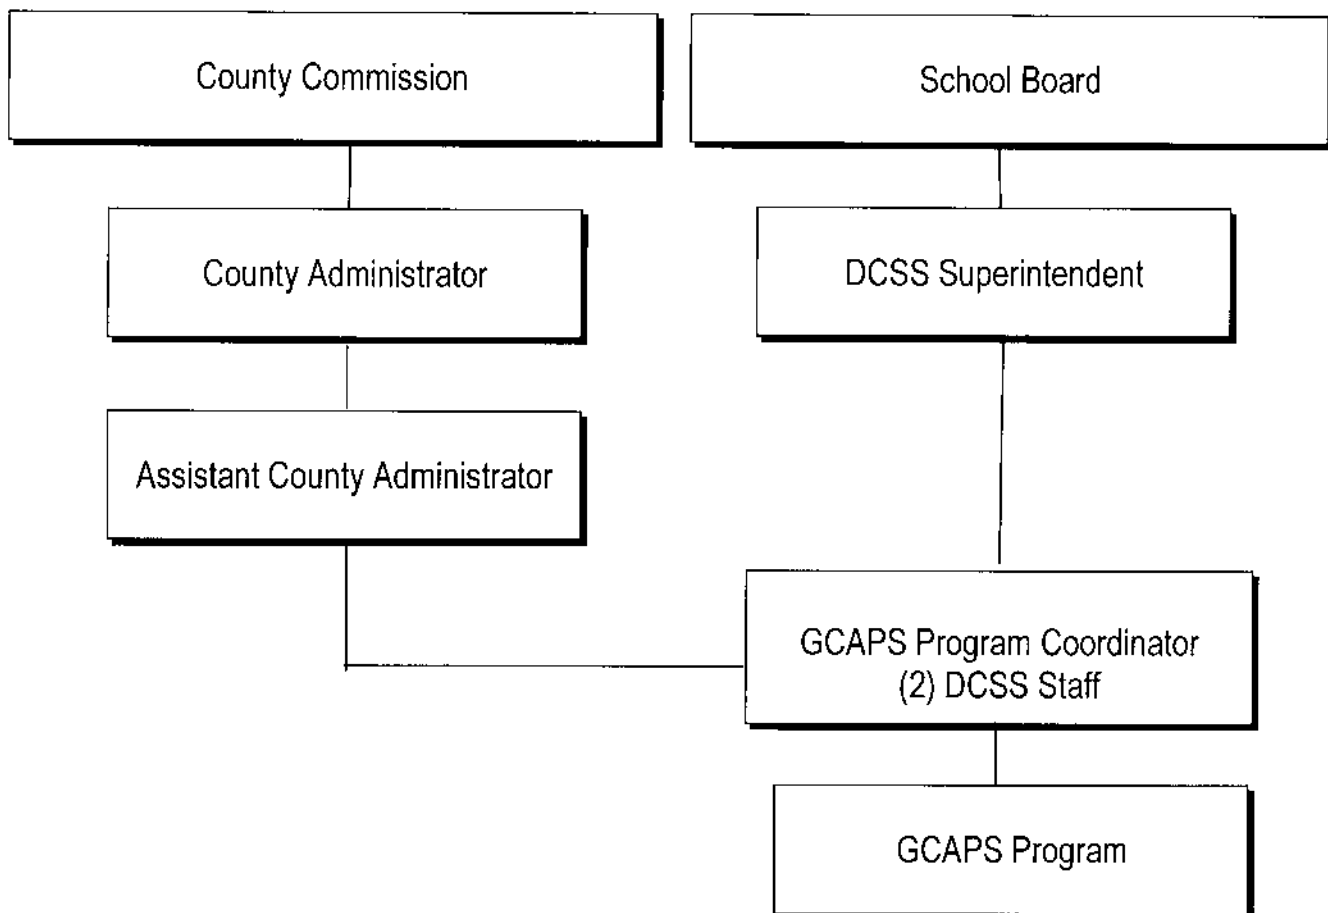 County Commission
School Board
County Administrator
DCSS Superintendent
Assistant County Administrator
GCAPS Program Coordinator
(2) DCSS Staff
GCAPS Program